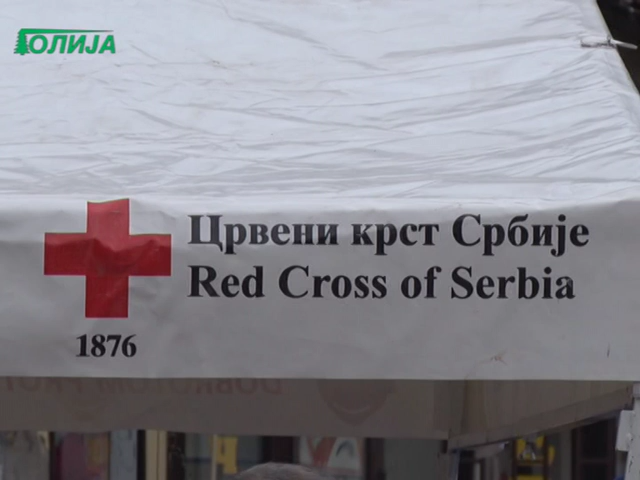 ГОЛИЈА
Црвени крст Србије
Red Cross of Serbia
1876